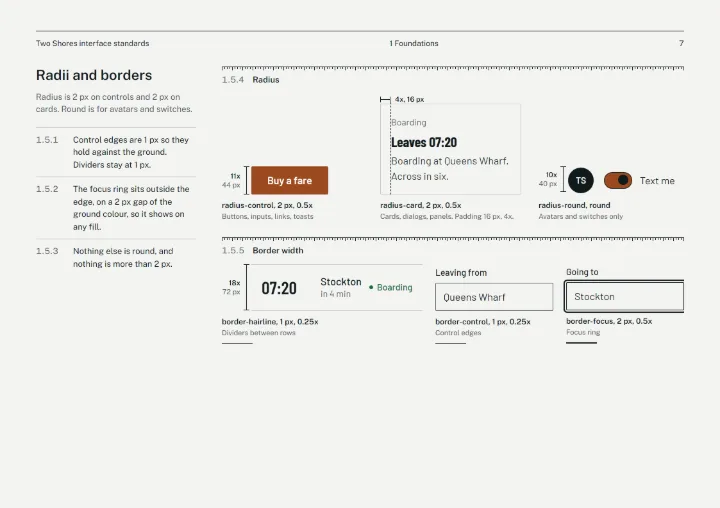 Two Shores interface standards
1 Foundations
7
Radii and borders
Radius is 2 px on controls and 2 px on
cards. Round is for avatars and switches.
1.5.1 Control edges are 1 px so they
hold against the ground.
Dividers stay at 1 px.
1.5.2 The focus ring sits outside the
edge, on a 2 px gap of the
ground colour, so it shows on
any fill.
1.5.3 Nothing else is round, and
nothing is more than 2 px.
1.5.4 Radius
11x
44 px
Buy a fare
radius-control, 2 px, 0.5x
Buttons, inputs, links, toasts
4x, 16 px
Boarding
Leaves 07:20
Boarding at Queens Wharf.
Across in six.
radius-card, 2 px, 0.5x
Cards, dialogs, panels. Padding 16 px, 4x.
10x
40 px
TS
Text me
radius-round, round
Avatars and switches only
1.5.5 Border width
18x
72 px
07:20
Stockton
in 4 min
Boarding
border-hairline, 1 px, 0.25x
Dividers between rows
Leaving from
Queens Wharf
border-control, 1 px, 0.25x
Control edges
Going to
Stockton
border-focus, 2 px, 0.5x
Focus ring